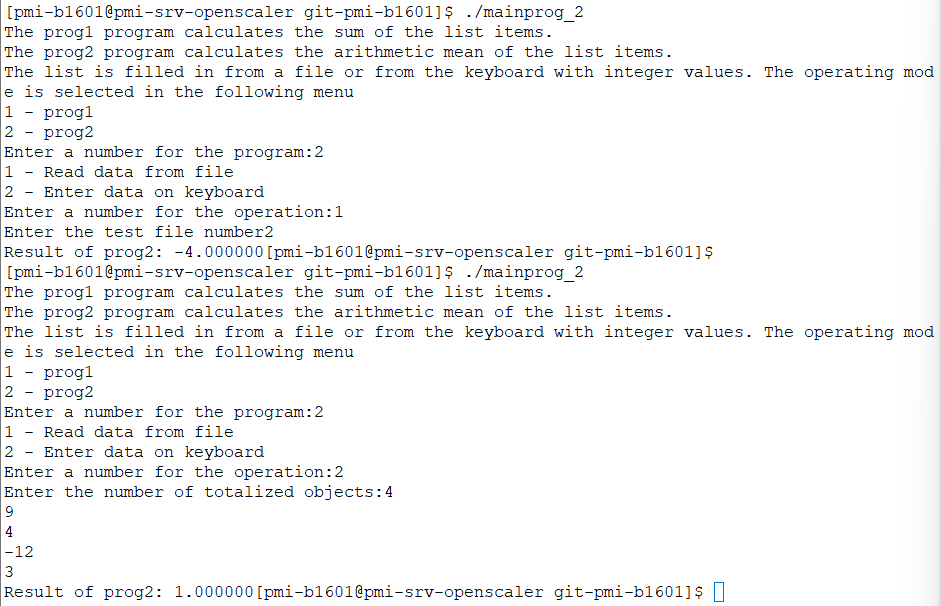 [pmi-b1601@pmi-srv-openscaler git-pmi-b1601]$ ./mainprog_2
The prog1 program calculates the sum of the list items.
The prog2 program calculates the arithmetic mean of the list items.
The list is filled in from a file or from the keyboard with integer values. The operating mod
e is selected in the following menu
1 - prog1
2 - prog2
Enter a number for the program:2
1 - Read data from file
2 - Enter data on keyboard
Enter a number for the operation:1
Enter the test file number2
Result of prog2: -4.000000[pmi-b1601@pmi-srv-openscaler git-pmi-b1601]$
[pmi-b1601@pmi-srv-openscaler git-pmi-b1601]$ ./mainprog_2
The prog1 program calculates the sum of the list items.
The prog2 program calculates the arithmetic mean of the list items.
The list is filled in from a file or from the keyboard with integer values. The operating mod
e is selected in the following menu
1 - prog1
2 - prog2
Enter a number for the program:2
1 - Read data from file
2 - Enter data on keyboard
Enter a number for the operation:2
Enter the number of totalized objects:4
9
4
-12
3
Result of prog2: 1.000000[pmi-b1601@pmi-srv-openscaler git-pmi-b1601]$